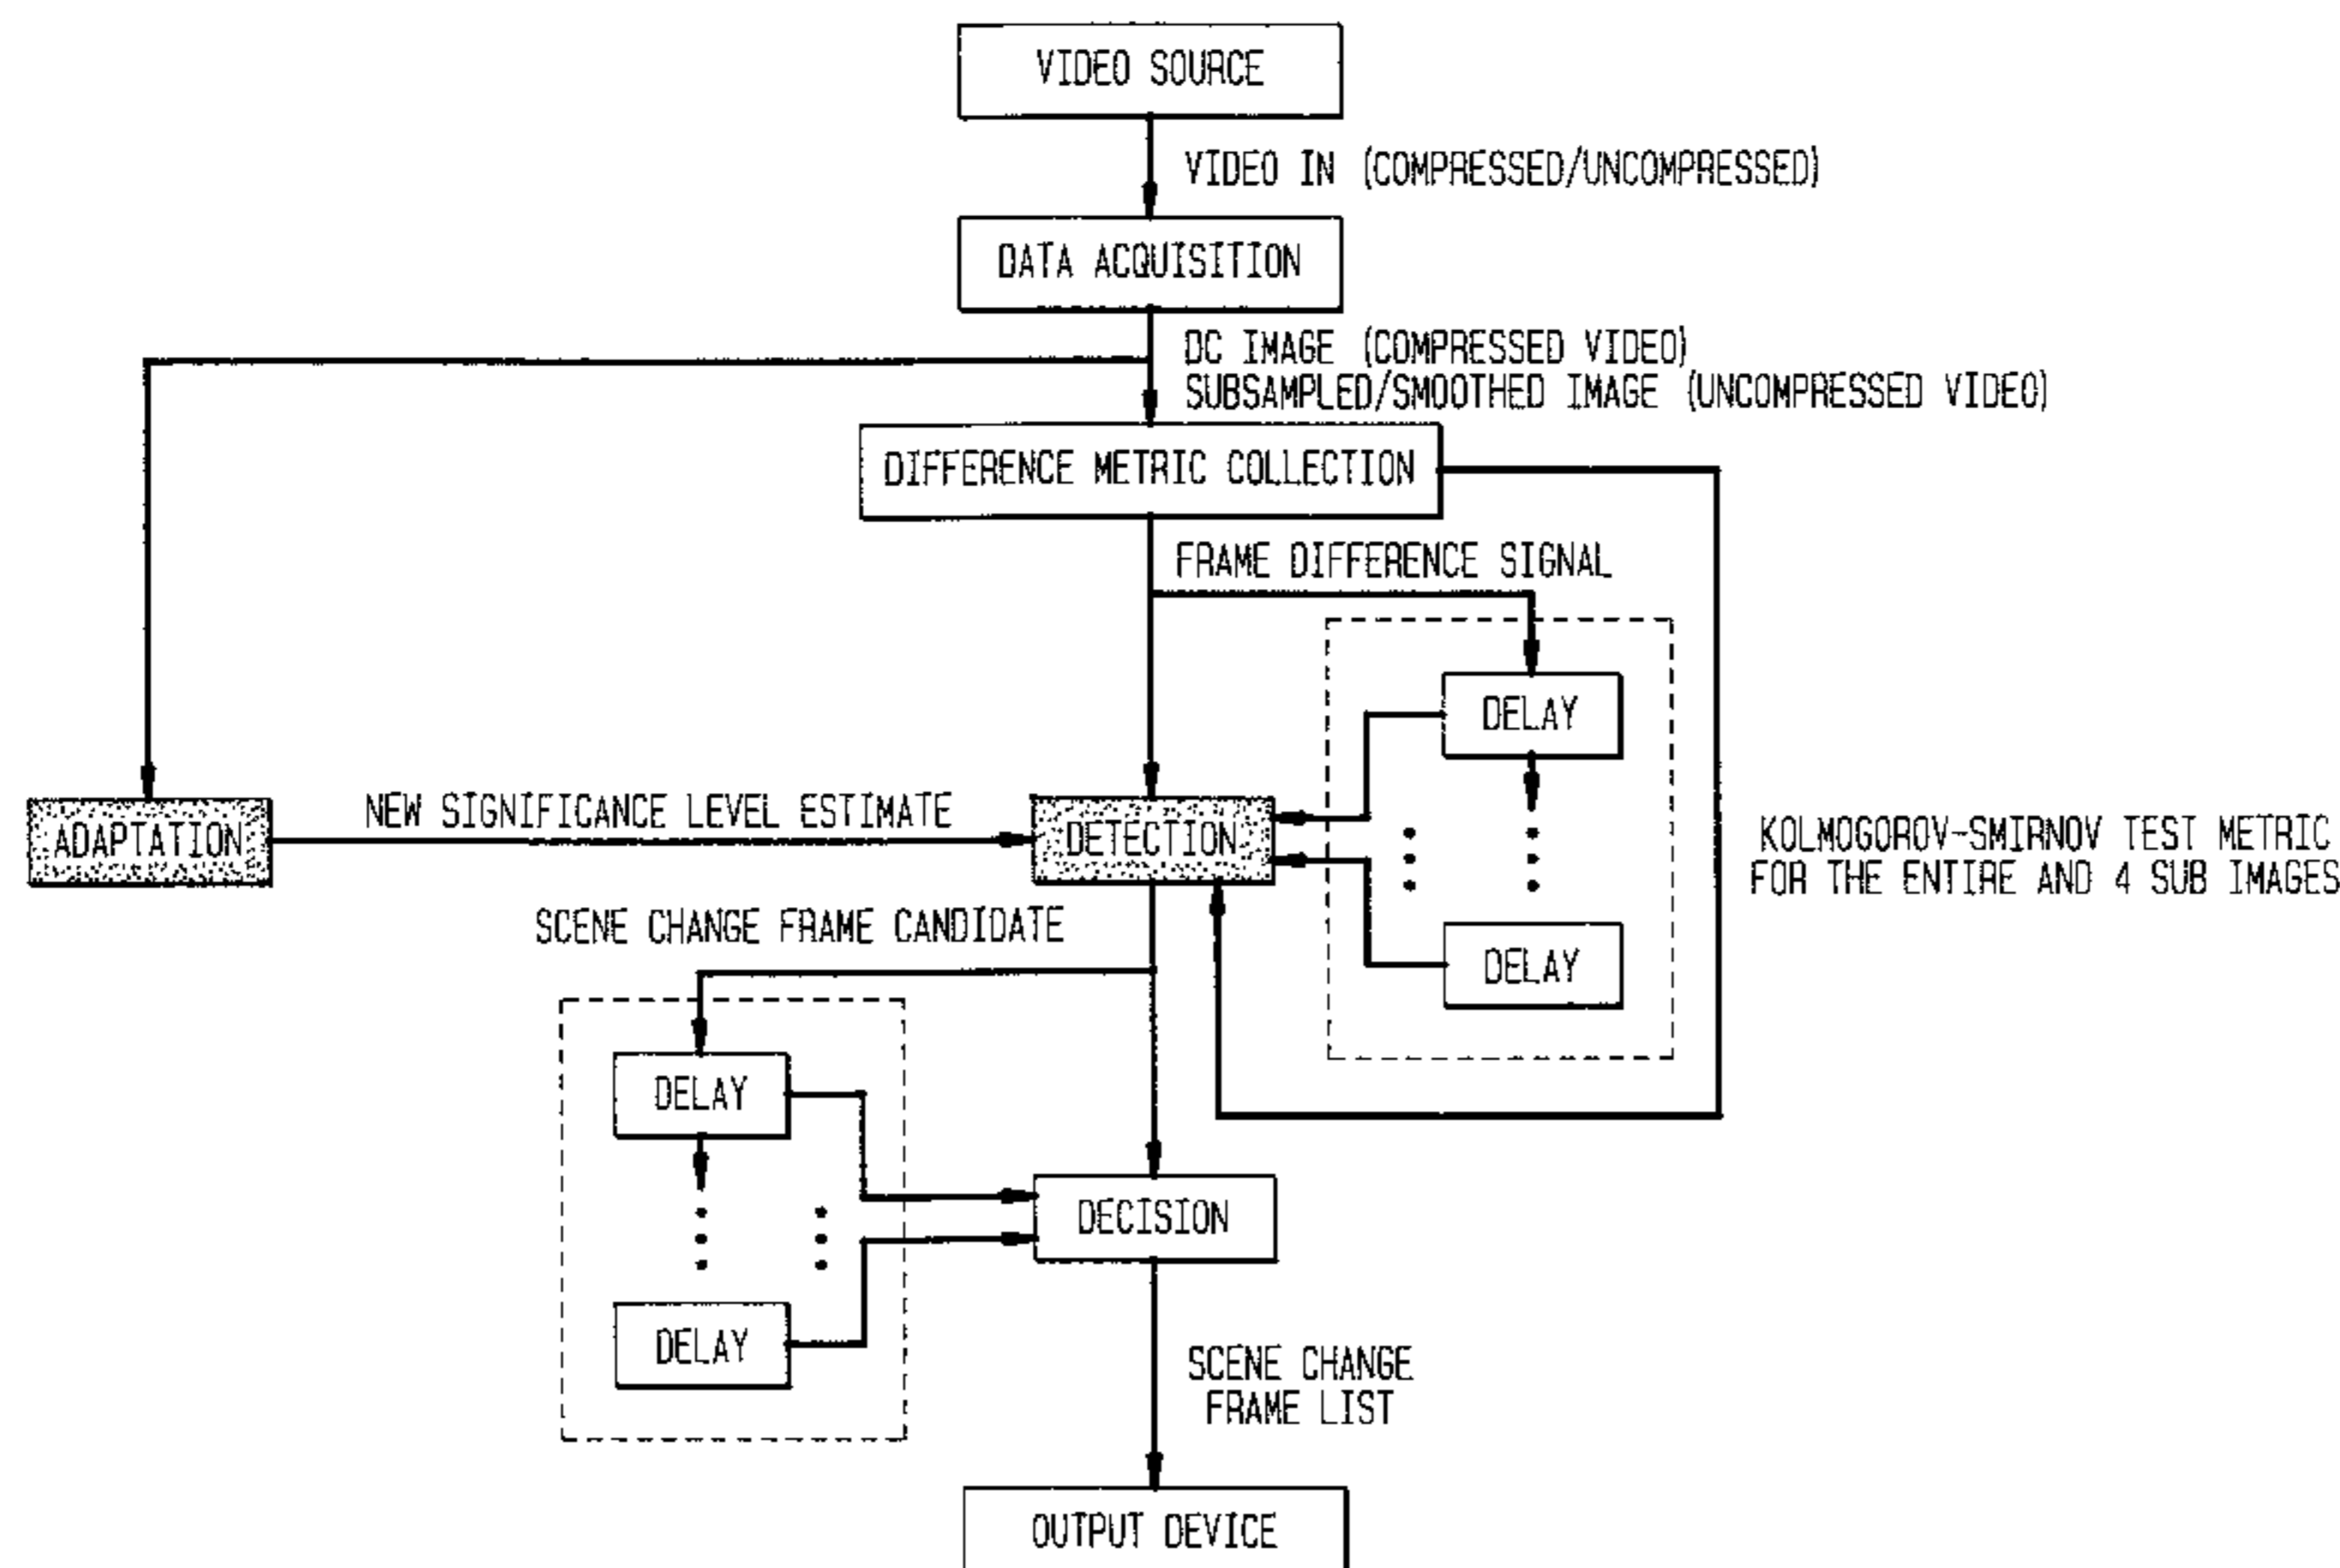 VIDEO SOURCE
VIDEO IN (COMPRESSED/UNCOMPRESSED)
DATA ACQUISITION
DC IMAGE (COMPRESSED VIDEO)
SUBSAMPLED/SMOOTHED IMAGE (UNCOMPRESSED VIDEO)
DIFFERENCE METRIC COLLECTION
FRAME DIFFERENCE SIGNAL
DELAY
NEW SIGNIFICANCE LEVEL ESTIMATE
ADAPTATION
DETECTION
KOLMOGOROV-SMIRNOV TEST METRIC
FOR THE ENTIRE AND 4 SUB IMAGES
SCENE CHANGE FRAME CANDIDATE
DELAY
DELAY
DECISION
DELAY
SCENE CHANGE
FRAME LIST
OUTPUT DEVICE